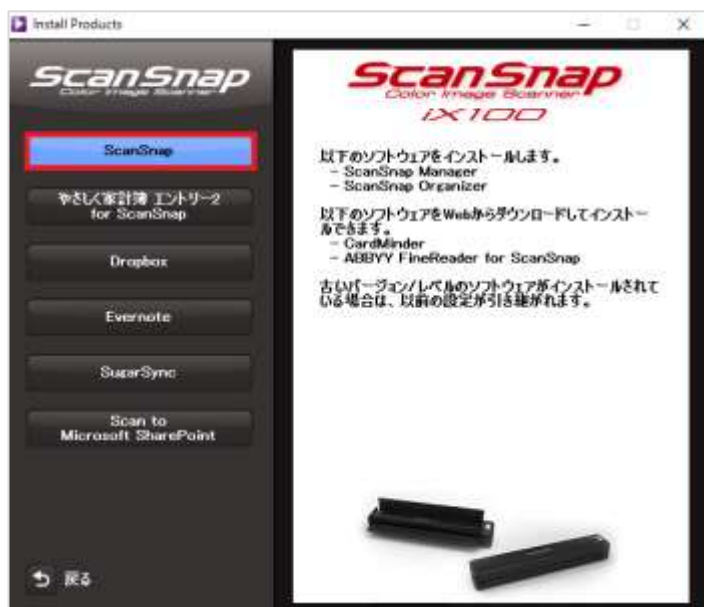 Install Products
ScanSnap
Color Image Scanner
ScanSnap
やさしく家計簿 エントリー2
for ScanSnap
Dropbox
Evernote
SugarSync
Scan to
Microsoft SharePoint
戻る
ScanSnap
Color Image Scanner
iX100
以下のソフトウェアをインストールします。
- ScanSnap Manager
- ScanSnap Organizer
以下のソフトウェアをWebからダウンロードしてインストー
ルできます。
- CardMinder
- ABBYY FineReader for ScanSnap
古いバージョン/レベルのソフトウェアがインストールされて
いる場合は、以前の設定が引き継がれます。